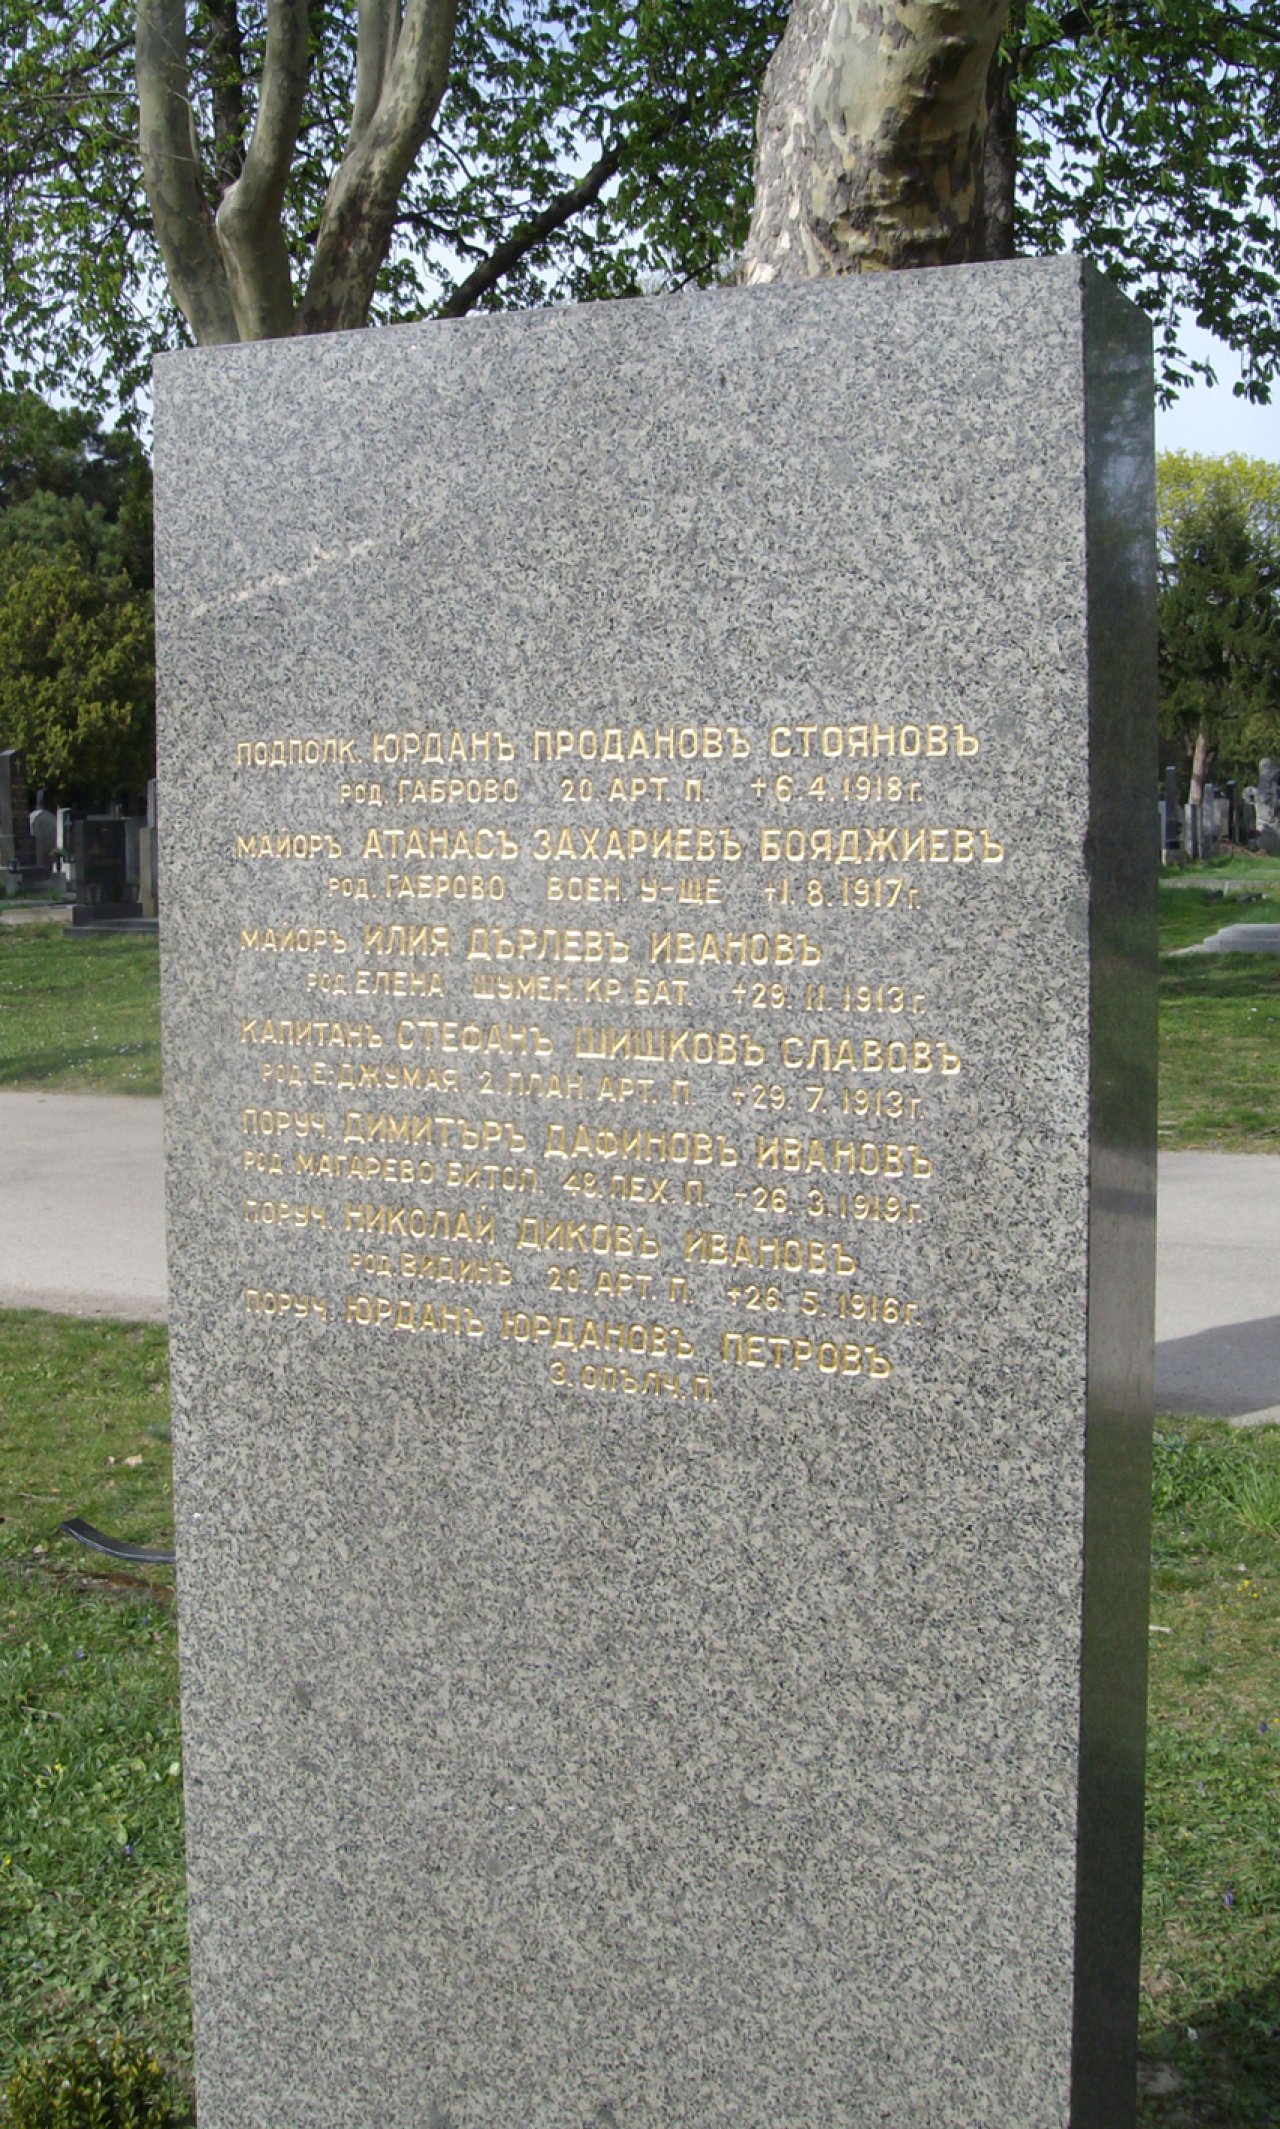 ПОДПОЛК. ЮРДАНЪ ПРОДАНОВЪ СТОЯНОВЪ
РОД. ГАБРОВО 20. АРТ. П. +6.4.1918 г.
МАЙОРЪ АТАНАСЪ ЗАХАРИЕВЪ БОЯДЖИЕВЪ
РОД. ГАБРОВО ВОЕН. У-ЩЕ +1.8.1917 г.
МАЙОРЪ ИЛИЯ ДЪРЛЕВЪ ИВАНОВЪ
РОД. ЕЛЕНА ШУМЕН. КР. БАТ. +29.11.1913 г.
КАПИТАНЪ СТЕФАНЪ ШИШКОВЪ СЛАВОВЪ
РОД. Е. ДЖУМАЯ. 2. ПЛАН. АРТ. П. +29.7.1913 г.
ПОРУЧ. ДИМИТЪРЪ ДАФИНОВЪ ИВАНОВЪ
РОД. МАГАРЕВО БИТОЛ. 48. ПЕХ. П. +26.3.1919 г.
ПОРУЧ. НИКОЛАЙ ДИКОВЪ ИВАНОВЪ
РОД. ВИДИНЪ 20. АРТ. П. +26.5.1916 г.
ПОРУЧ. ЮРДАНЪ ЮРДАНОВЪ ПЕТРОВЪ
3. ОПЪЛЧ. П.